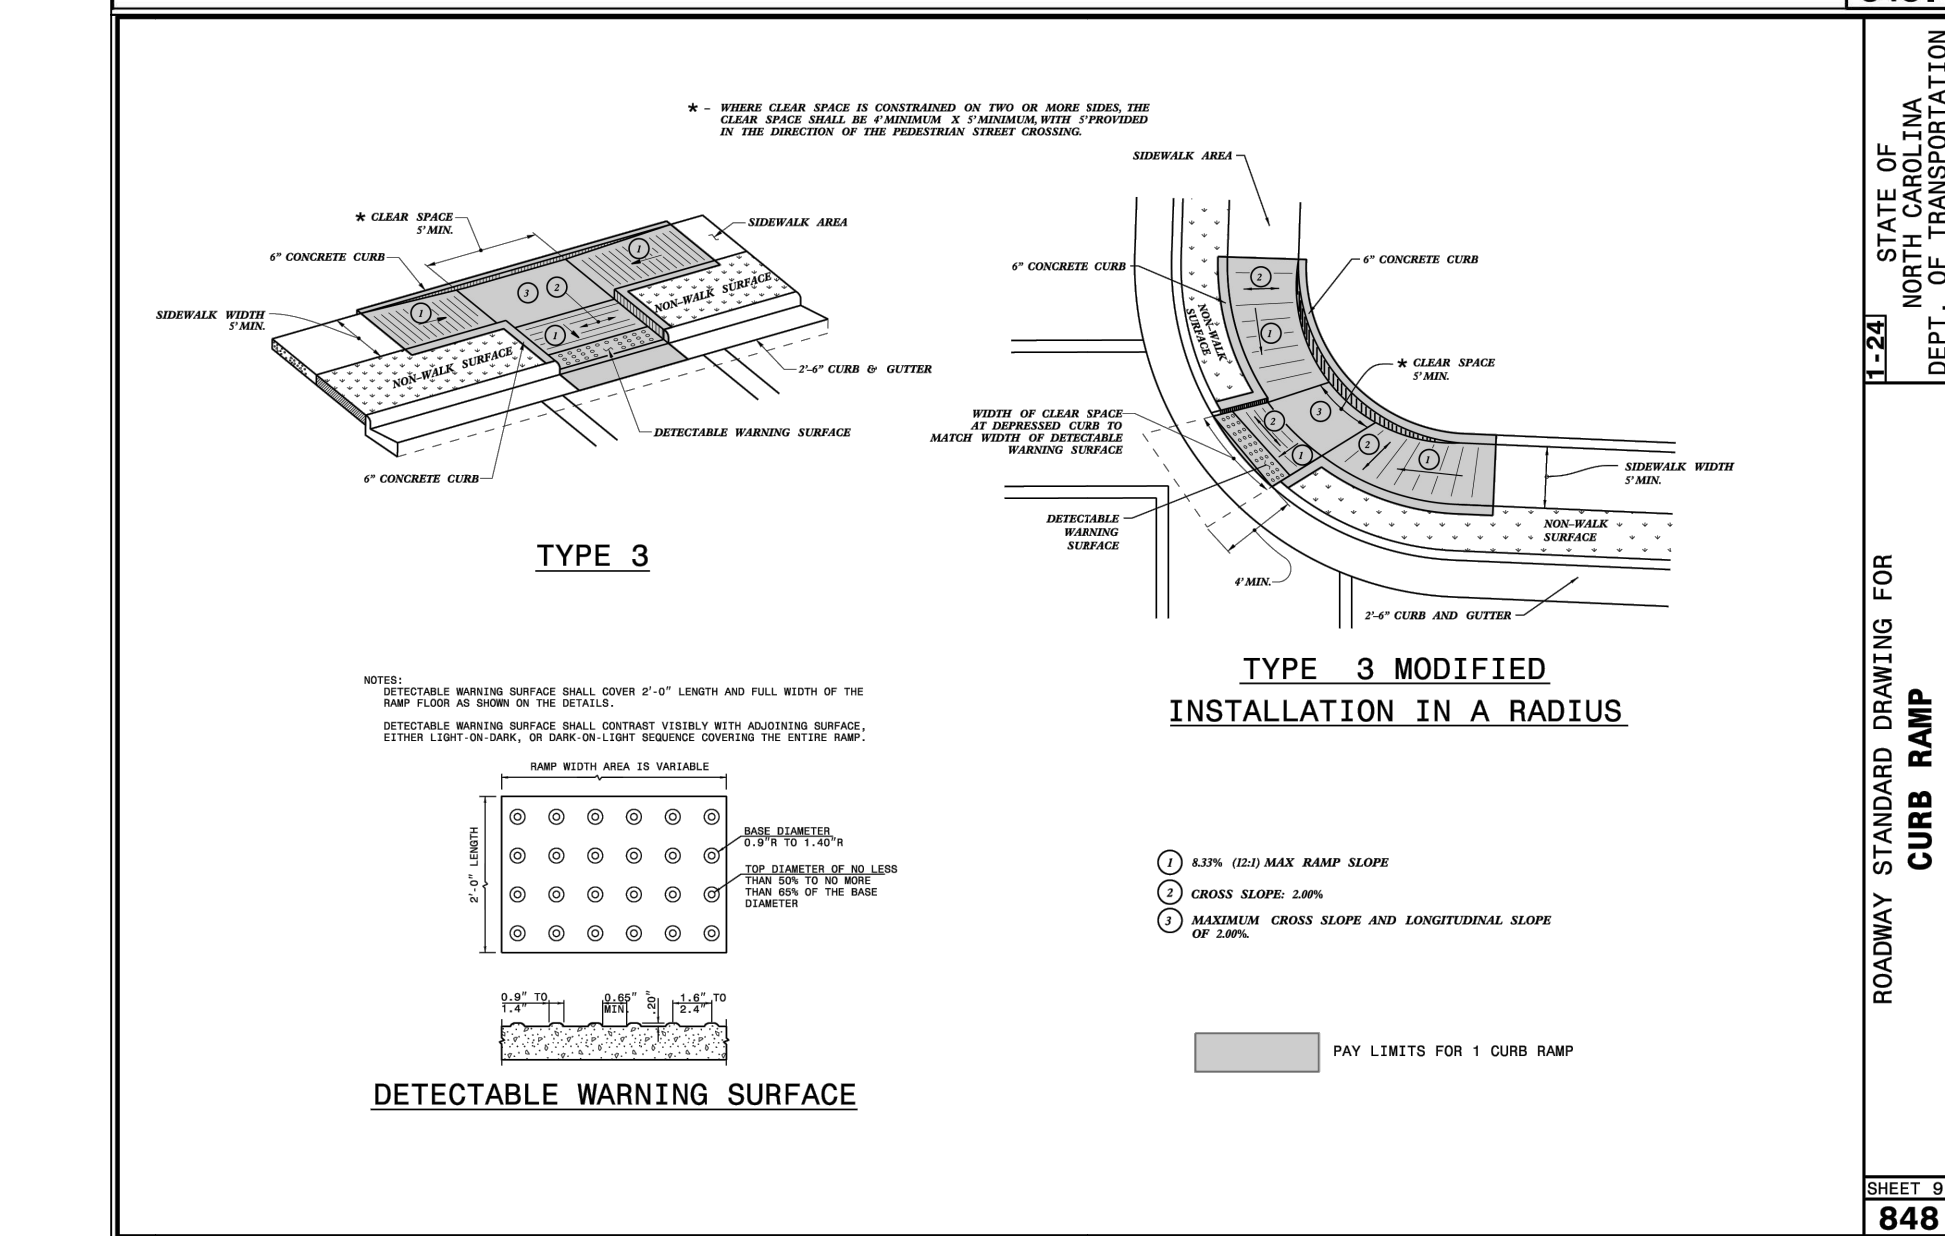 * – WHERE CLEAR SPACE IS CONSTRAINED ON TWO OR MORE SIDES, THE
CLEAR SPACE SHALL BE 4' MINIMUM X 5' MINIMUM, WITH 5' PROVIDED
IN THE DIRECTION OF THE PEDESTRIAN STREET CROSSING.
* CLEAR SPACE
5' MIN.
SIDEWALK AREA
6" CONCRETE CURB
1
3
2
1
1
NON-WALK SURFACE
SIDEWALK WIDTH
5' MIN.
NON-WALK SURFACE
2'-6" CURB & GUTTER
DETECTABLE WARNING SURFACE
6" CONCRETE CURB
TYPE 3
SIDEWALK AREA
6" CONCRETE CURB
6" CONCRETE CURB
2
1
NON-WALK
SURFACE
* CLEAR SPACE
5' MIN.
3
2
1
2
1
WIDTH OF CLEAR SPACE
AT DEPRESSED CURB TO
MATCH WIDTH OF DETECTABLE
WARNING SURFACE
SIDEWALK WIDTH
5' MIN.
DETECTABLE
WARNING
SURFACE
NON-WALK
SURFACE
4' MIN.
2'-6" CURB AND GUTTER
TYPE 3 MODIFIED
INSTALLATION IN A RADIUS
NOTES:
DETECTABLE WARNING SURFACE SHALL COVER 2'-0" LENGTH AND FULL WIDTH OF THE
RAMP FLOOR AS SHOWN ON THE DETAILS.
DETECTABLE WARNING SURFACE SHALL CONTRAST VISIBLY WITH ADJOINING SURFACE,
EITHER LIGHT-ON-DARK, OR DARK-ON-LIGHT SEQUENCE COVERING THE ENTIRE RAMP.
RAMP WIDTH AREA IS VARIABLE
2'-0" LENGTH
BASE DIAMETER
0.9"R TO 1.40"R
TOP DIAMETER OF NO LESS
THAN 50% TO NO MORE
THAN 65% OF THE BASE
DIAMETER
0.9" TO
1.4"
0.65"
MIN.
.20"
1.6" TO
2.4"
DETECTABLE WARNING SURFACE
1 8.33% (12:1) MAX RAMP SLOPE
2 CROSS SLOPE: 2.00%
3 MAXIMUM CROSS SLOPE AND LONGITUDINAL SLOPE
OF 2.00%.
PAY LIMITS FOR 1 CURB RAMP
STATE OF
NORTH CAROLINA
DEPT. OF TRANSPORTATION
1-24
ROADWAY STANDARD DRAWING FOR
CURB RAMP
SHEET 9
848